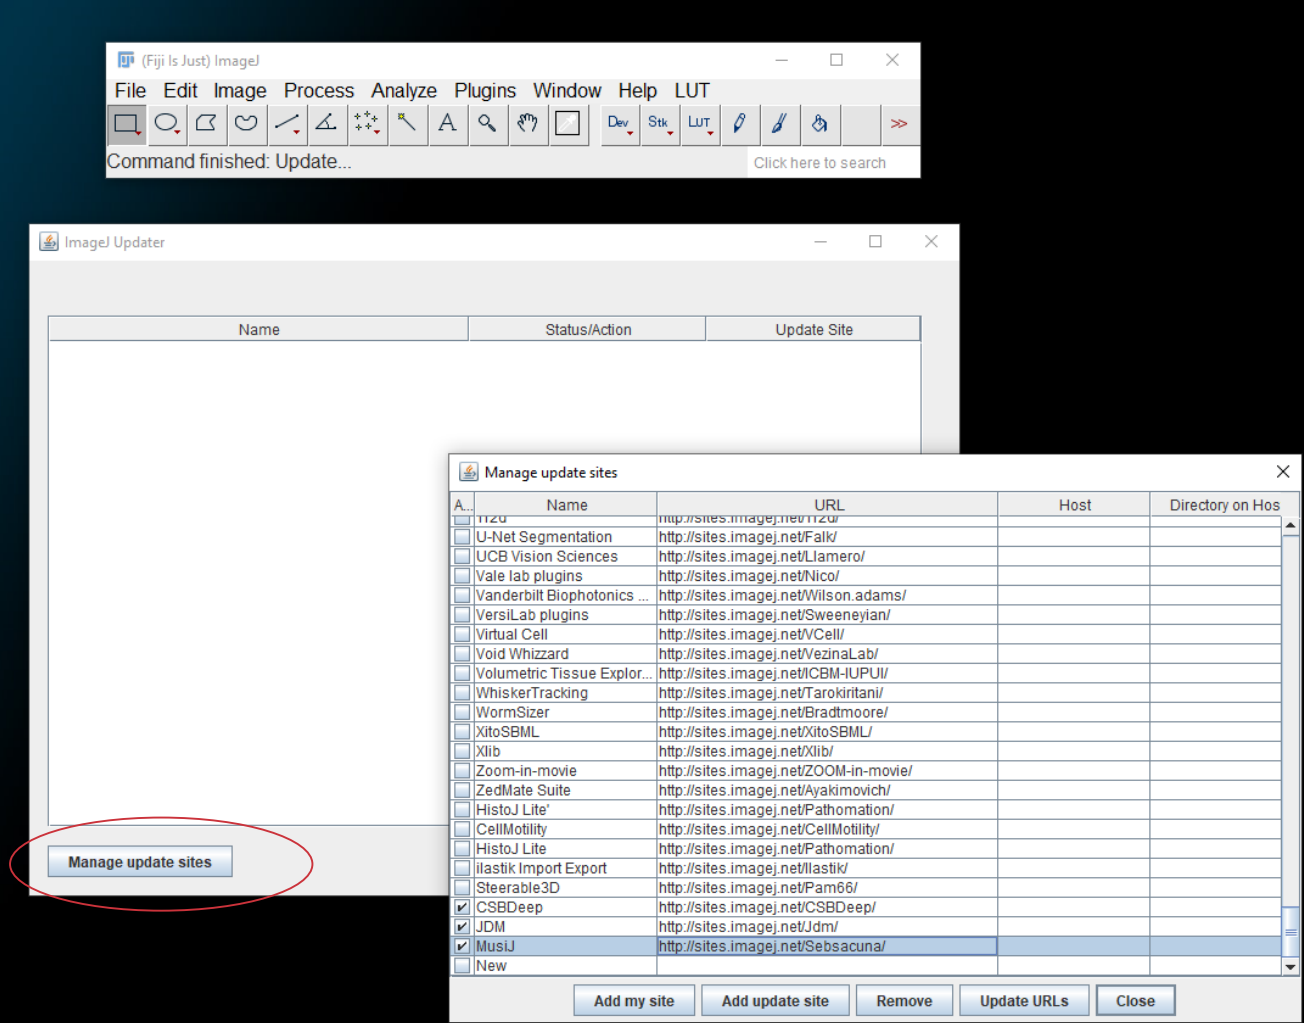 (Fiji Is Just) ImageJ
File Edit Image Process Analyze Plugins Window Help LUT
A Dev Stk LUT >>
Command finished: Update... Click here to search
ImageJ Updater
Name Status/Action Update Site
Manage update sites
Manage update sites
A... Name URL Host Directory on Hos
U-Net Segmentation http://sites.imagej.net/Falk/
UCB Vision Sciences http://sites.imagej.net/Llamero/
Vale lab plugins http://sites.imagej.net/Nico/
Vanderbilt Biophotonics ... http://sites.imagej.net/Wilson.adams/
VersiLab plugins http://sites.imagej.net/Sweeneyian/
Virtual Cell http://sites.imagej.net/VCell/
Void Whizzard http://sites.imagej.net/VezinaLab/
Volumetric Tissue Explor... http://sites.imagej.net/ICBM-IUPUI/
WhiskerTracking http://sites.imagej.net/Tarokiritani/
WormSizer http://sites.imagej.net/Bradtmoore/
XitoSBML http://sites.imagej.net/XitoSBML/
Xlib http://sites.imagej.net/Xlib/
Zoom-in-movie http://sites.imagej.net/ZOOM-in-movie/
ZedMate Suite http://sites.imagej.net/Ayakimovich/
HistoJ Lite' http://sites.imagej.net/Pathomation/
CellMotility http://sites.imagej.net/CellMotility/
HistoJ Lite http://sites.imagej.net/Pathomation/
ilastik Import Export http://sites.imagej.net/Ilastik/
Steerable3D http://sites.imagej.net/Pam66/
CSBDeep http://sites.imagej.net/CSBDeep/
JDM http://sites.imagej.net/Jdm/
MusiJ http://sites.imagej.net/Sebsacuna/
New
Add my site Add update site Remove Update URLs Close